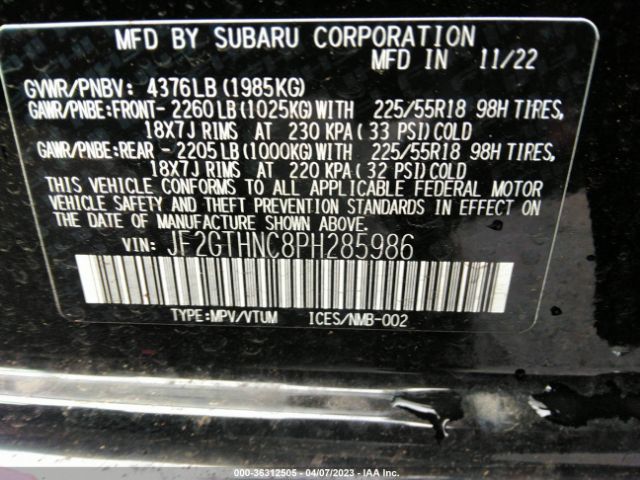 MFD BY SUBARU CORPORATION
MFD IN 11/22
GVWR/PNBV: 4376LB(1985KG)
GAWR/PNBE:FRONT-2260LB(1025KG)WITH 225/55R18 98H TIRES,
18X7J RIMS AT 230 KPA(33 PSI)COLD
GAWR/PNBE:REAR -2205LB(1000KG)WITH 225/55R18 98H TIRES,
18X7J RIMS AT 220 KPA(32 PSI)COLD
THIS VEHICLE CONFORMS TO ALL APPLICABLE FEDERAL MOTOR
VEHICLE SAFETY AND THEFT PREVENTION STANDARDS IN EFFECT ON
THE DATE OF MANUFACTURE SHOWN ABOVE.
VIN: JF2GTHNC8PH285986
TYPE:MPV/VTUM ICES/NMB-002
000-36312505 - 04/07/2023 - IAA Inc.